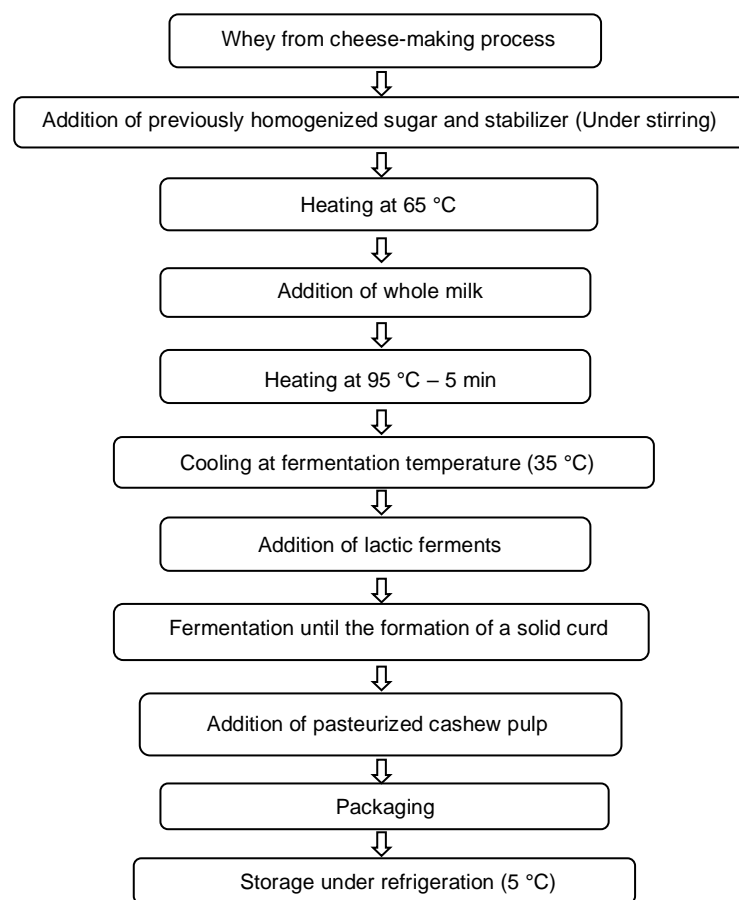 Whey from cheese-making process
Addition of previously homogenized sugar and stabilizer (Under stirring)
Heating at 65 °C
Addition of whole milk
Heating at 95 °C – 5 min
Cooling at fermentation temperature (35 °C)
Addition of lactic ferments
Fermentation until the formation of a solid curd
Addition of pasteurized cashew pulp
Packaging
Storage under refrigeration (5 °C)